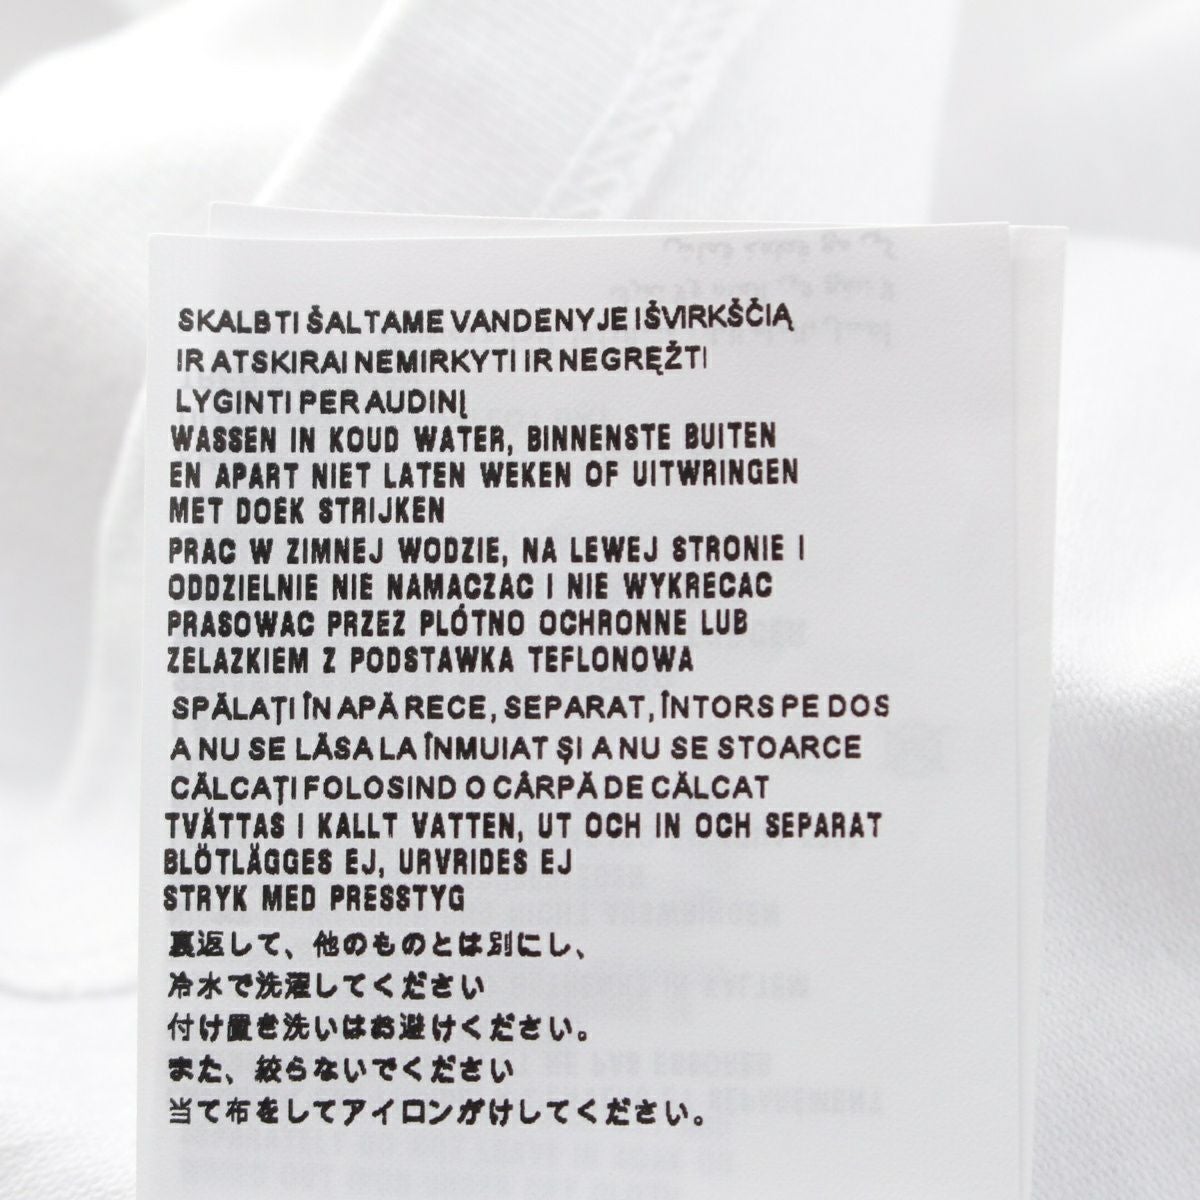 SKALBTI ŠALTAME VANDENYJE IŠVIRKŠČIĄ
IR ATSKIRAI NEMIRKYTI IR NEGRĘŽTI
LYGINTI PER AUDINĮ
WASSEN IN KOUD WATER, BINNENSTE BUITEN
EN APART NIET LATEN WEKEN OF UITWRINGEN
MET DOEK STRIJKEN
PRAC W ZIMNEJ WODZIE, NA LEWEJ STRONIE I
ODDZIELNIE NIE NAMACZAC I NIE WYKRECAC
PRASOWAC PRZEZ PLÓTNO OCHRONNE LUB
ZELAZKIEM Z PODSTAWKA TEFLONOWA
SPĂLAȚI ÎN APĂ RECE, SEPARAT, ÎNTORS PE DOS
A NU SE LĂSA LA ÎNMUIAT ȘI A NU SE STOARCE
CĂLCAȚI FOLOSIND O CÂRPĂ DE CĂLCAT
TVÄTTAS I KALLT VATTEN, UT OCH IN OCH SEPARAT
BLÖTLÄGGES EJ, URVRIDES EJ
STRYK MED PRESSTYG
裏返して、他のものとは別にし、
冷水で洗濯してください
付け置き洗いはお避けください。
また、絞らないでください
当て布をしてアイロンがけしてください。